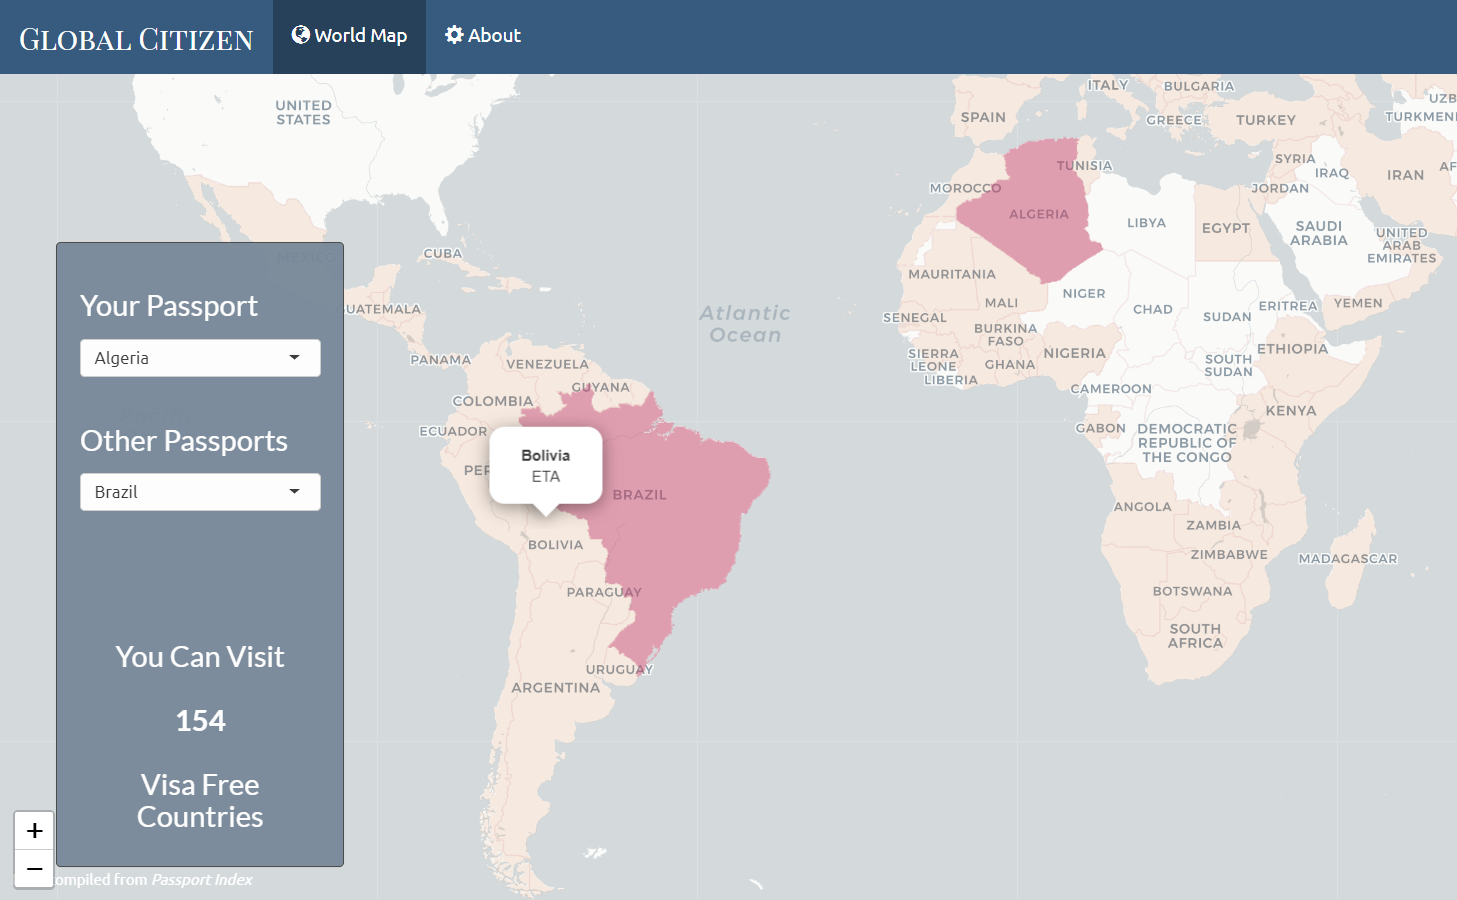 GLOBAL CITIZEN
World Map
About
UNITED
STATES
MEXICO
CUBA
GUATEMALA
PANAMA
VENEZUELA
GUYANA
COLOMBIA
ECUADOR
BRAZIL
BOLIVIA
PARAGUAY
URUGUAY
ARGENTINA
Bolivia
ETA
Atlantic
Ocean
ITALY
BULGARIA
SPAIN
GREECE
TURKEY
UZB
TURKMEN
TUNISIA
SYRIA
IRAQ
IRAN
AF
MOROCCO
JORDAN
ALGERIA
LIBYA
EGYPT
SAUDI
ARABIA
UNITED
ARAB
EMIRATES
MAURITANIA
MALI
NIGER
CHAD
SUDAN
ERITREA
YEMEN
SENEGAL
BURKINA
FASO
SIERRA
LEONE
LIBERIA
GHANA
NIGERIA
SOUTH
SUDAN
ETHIOPIA
CAMEROON
GABON
DEMOCRATIC
REPUBLIC OF
THE CONGO
KENYA
ANGOLA
ZAMBIA
ZIMBABWE
MADAGASCAR
BOTSWANA
SOUTH
AFRICA
Your Passport
Algeria
Other Passports
Brazil
You Can Visit
154
Visa Free
Countries
+
−
ompiled from Passport Index